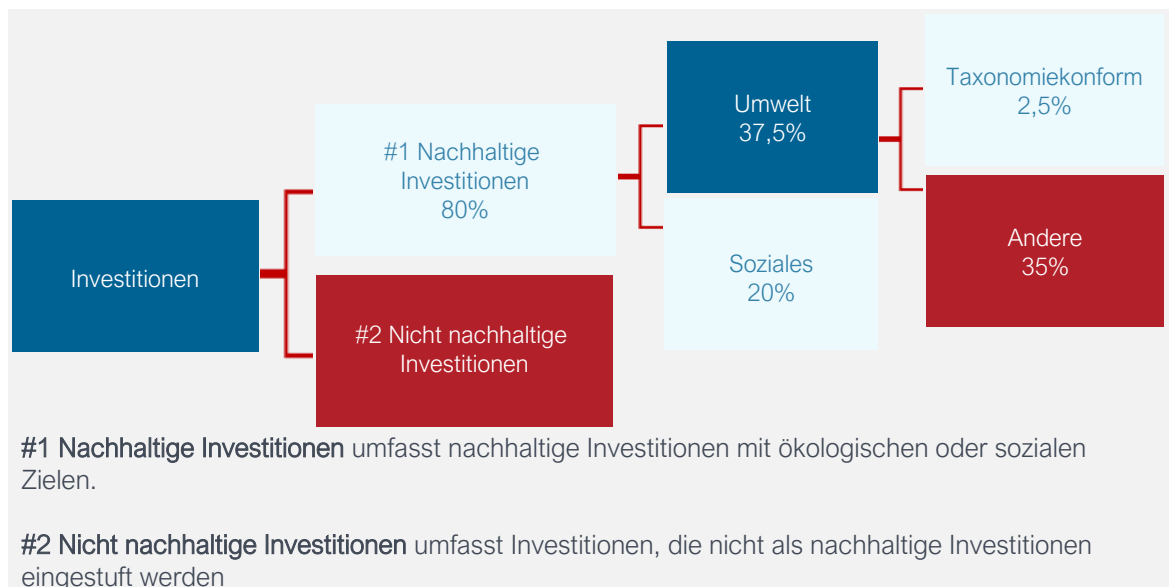 Investitionen
#1 Nachhaltige
Investitionen
80%
#2 Nicht nachhaltige
Investitionen
Umwelt
37,5%
Soziales
20%
Taxonomiekonform
2,5%
Andere
35%
#1 Nachhaltige Investitionen umfasst nachhaltige Investitionen mit ökologischen oder sozialen
Zielen.
#2 Nicht nachhaltige Investitionen umfasst Investitionen, die nicht als nachhaltige Investitionen
eingestuft werden